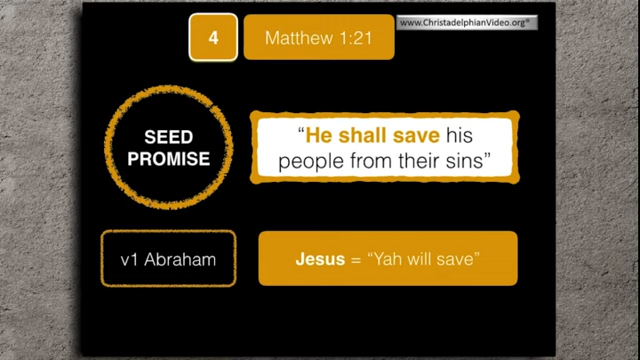 4
Matthew 1:21
www.ChristadelphianVideo.org®
SEED
PROMISE
“He shall save his
people from their sins”
v1 Abraham
Jesus = “Yah will save”